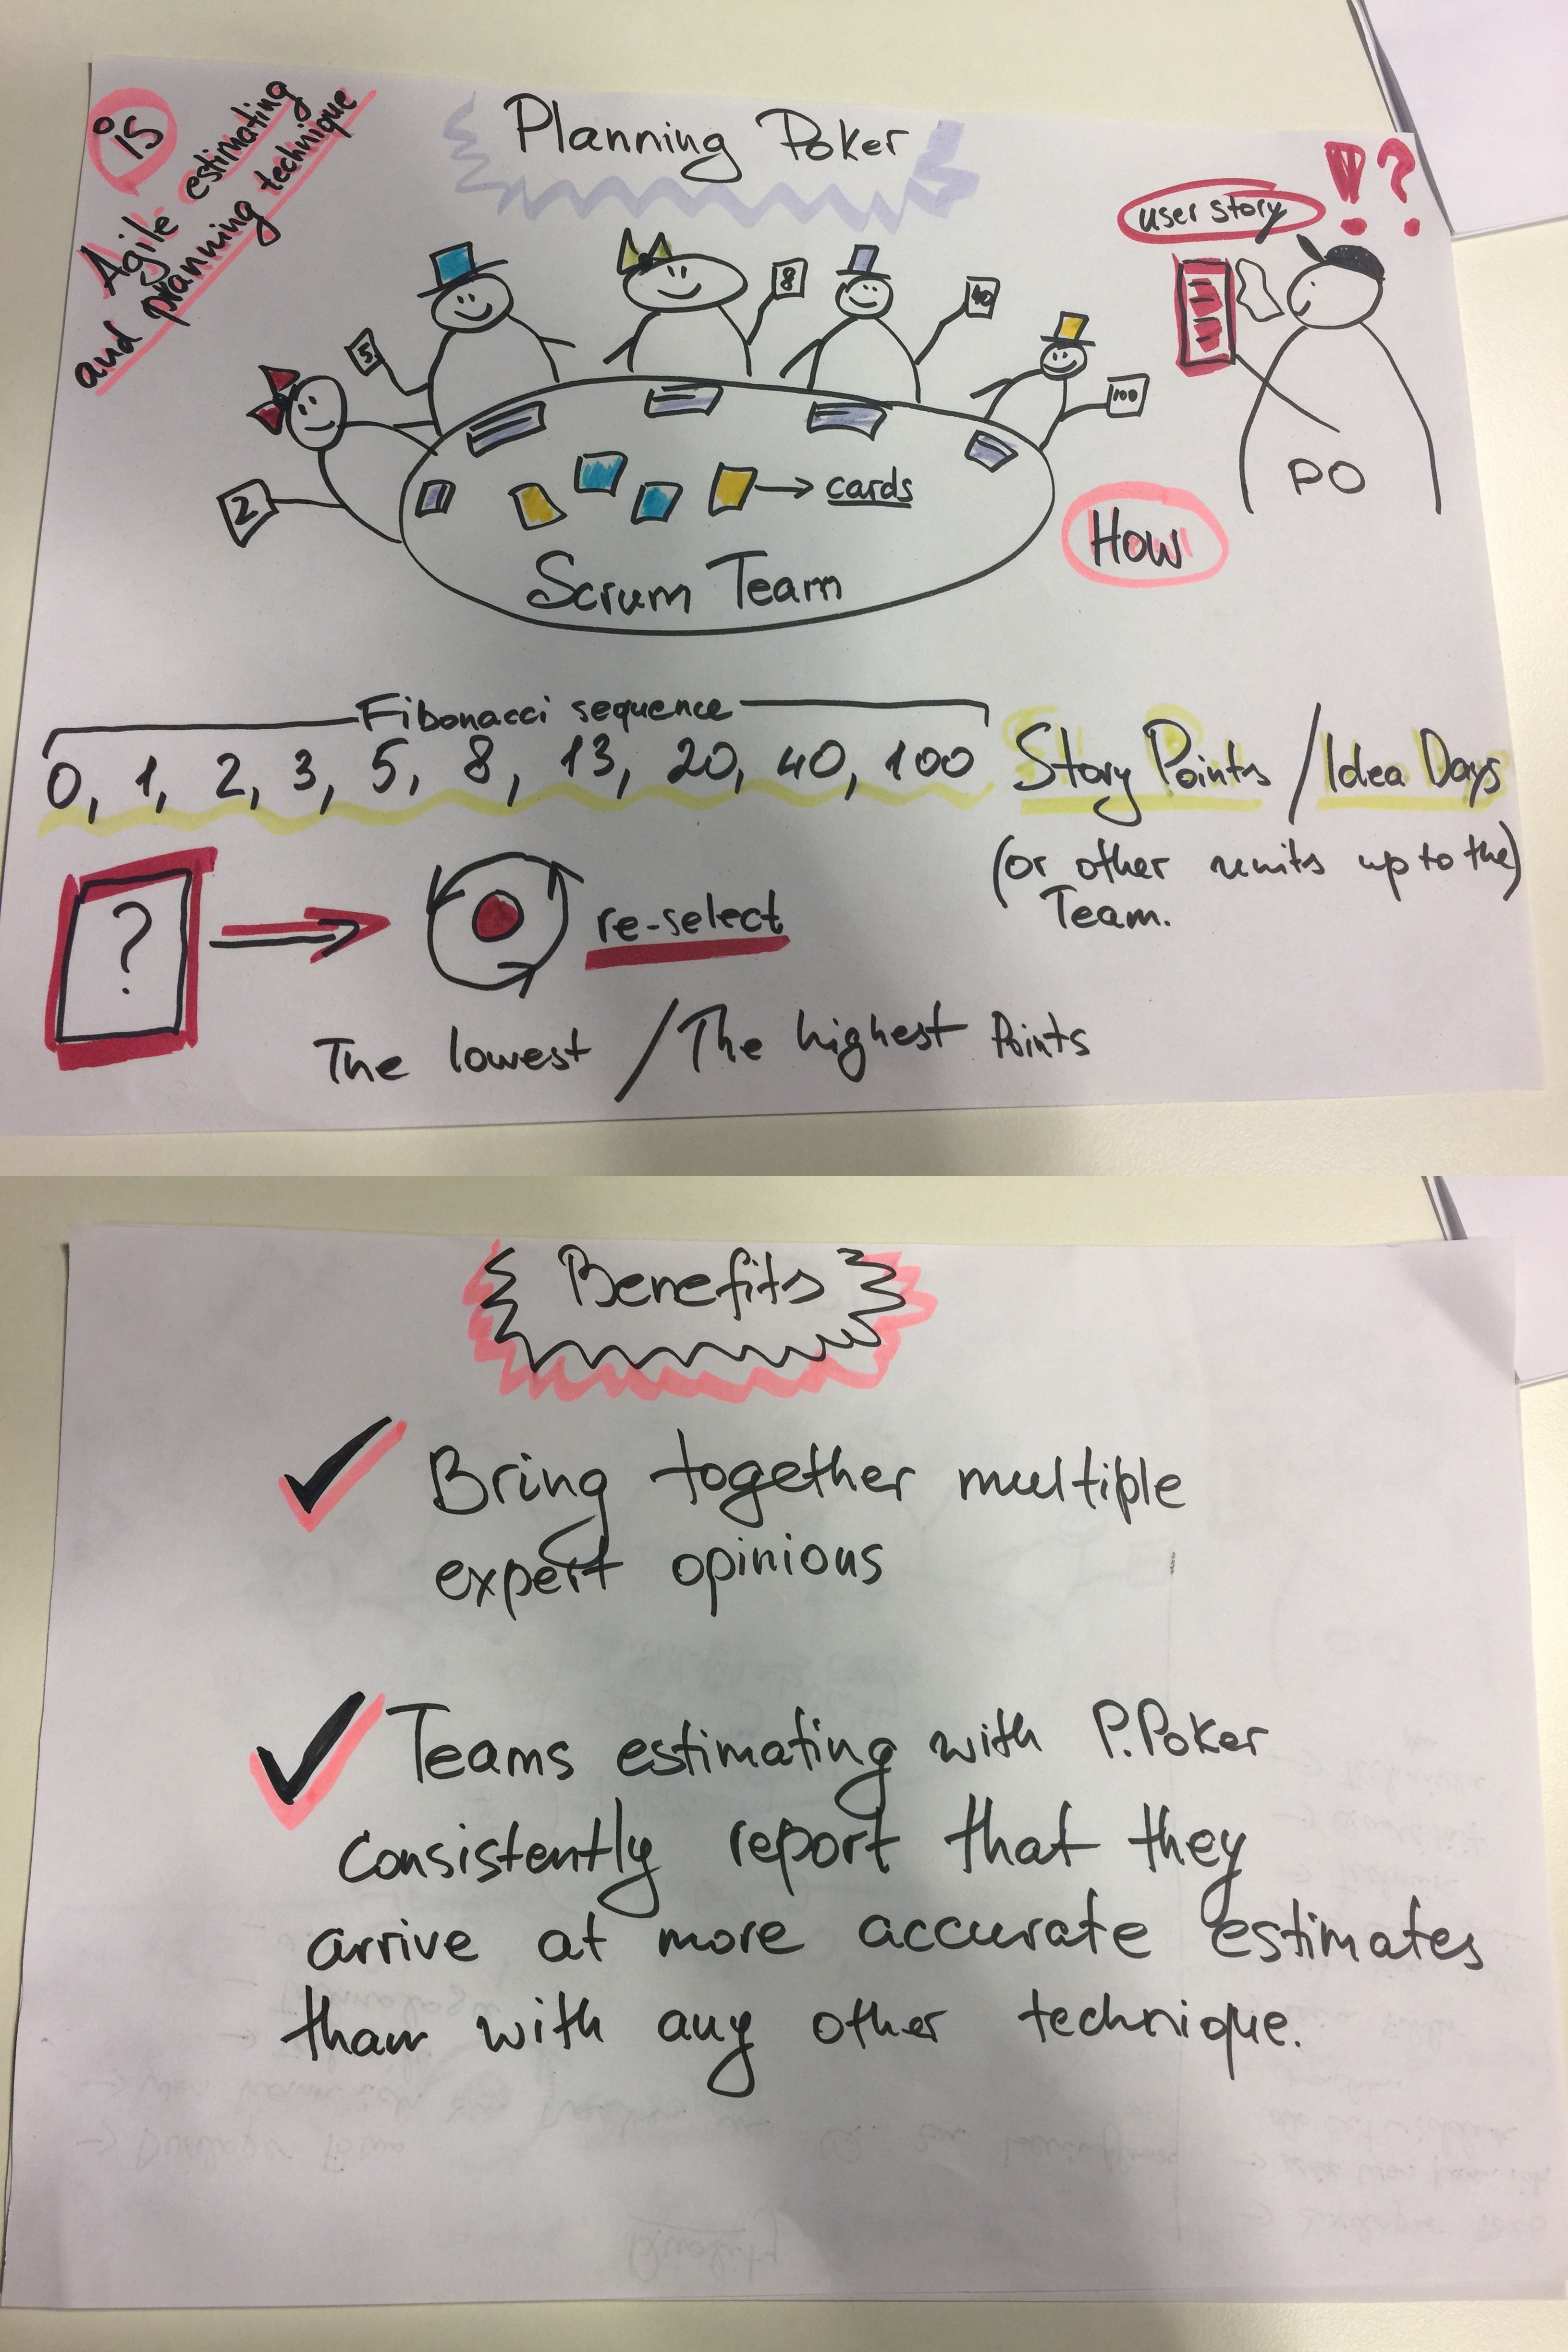 is
Agile estimating
and pranning technique
Planning Poker
user story !?
8
40
5
100
2
PO
cards
How
Scrum Team
Fibonacci sequence
0, 1, 2, 3, 5, 8, 13, 20, 40, 100
Story Points / Idea Days
(or other units up to the)
Team.
?
re-select
The lowest / The highest Points
Benefits
Bring together multiple
expert opinious
Teams estimating with P.Poker
consistently report that they
arrive at more accurate estimates
than with any other technique.